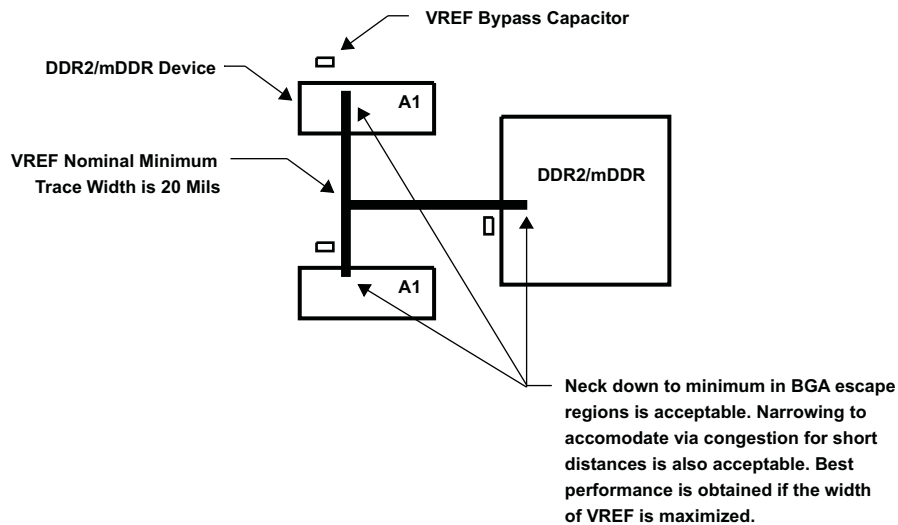 VREF Bypass Capacitor
DDR2/mDDR Device
A1
VREF Nominal Minimum
Trace Width is 20 Mils
DDR2/mDDR
A1
Neck down to minimum in BGA escape
regions is acceptable. Narrowing to
accomodate via congestion for short
distances is also acceptable. Best
performance is obtained if the width
of VREF is maximized.